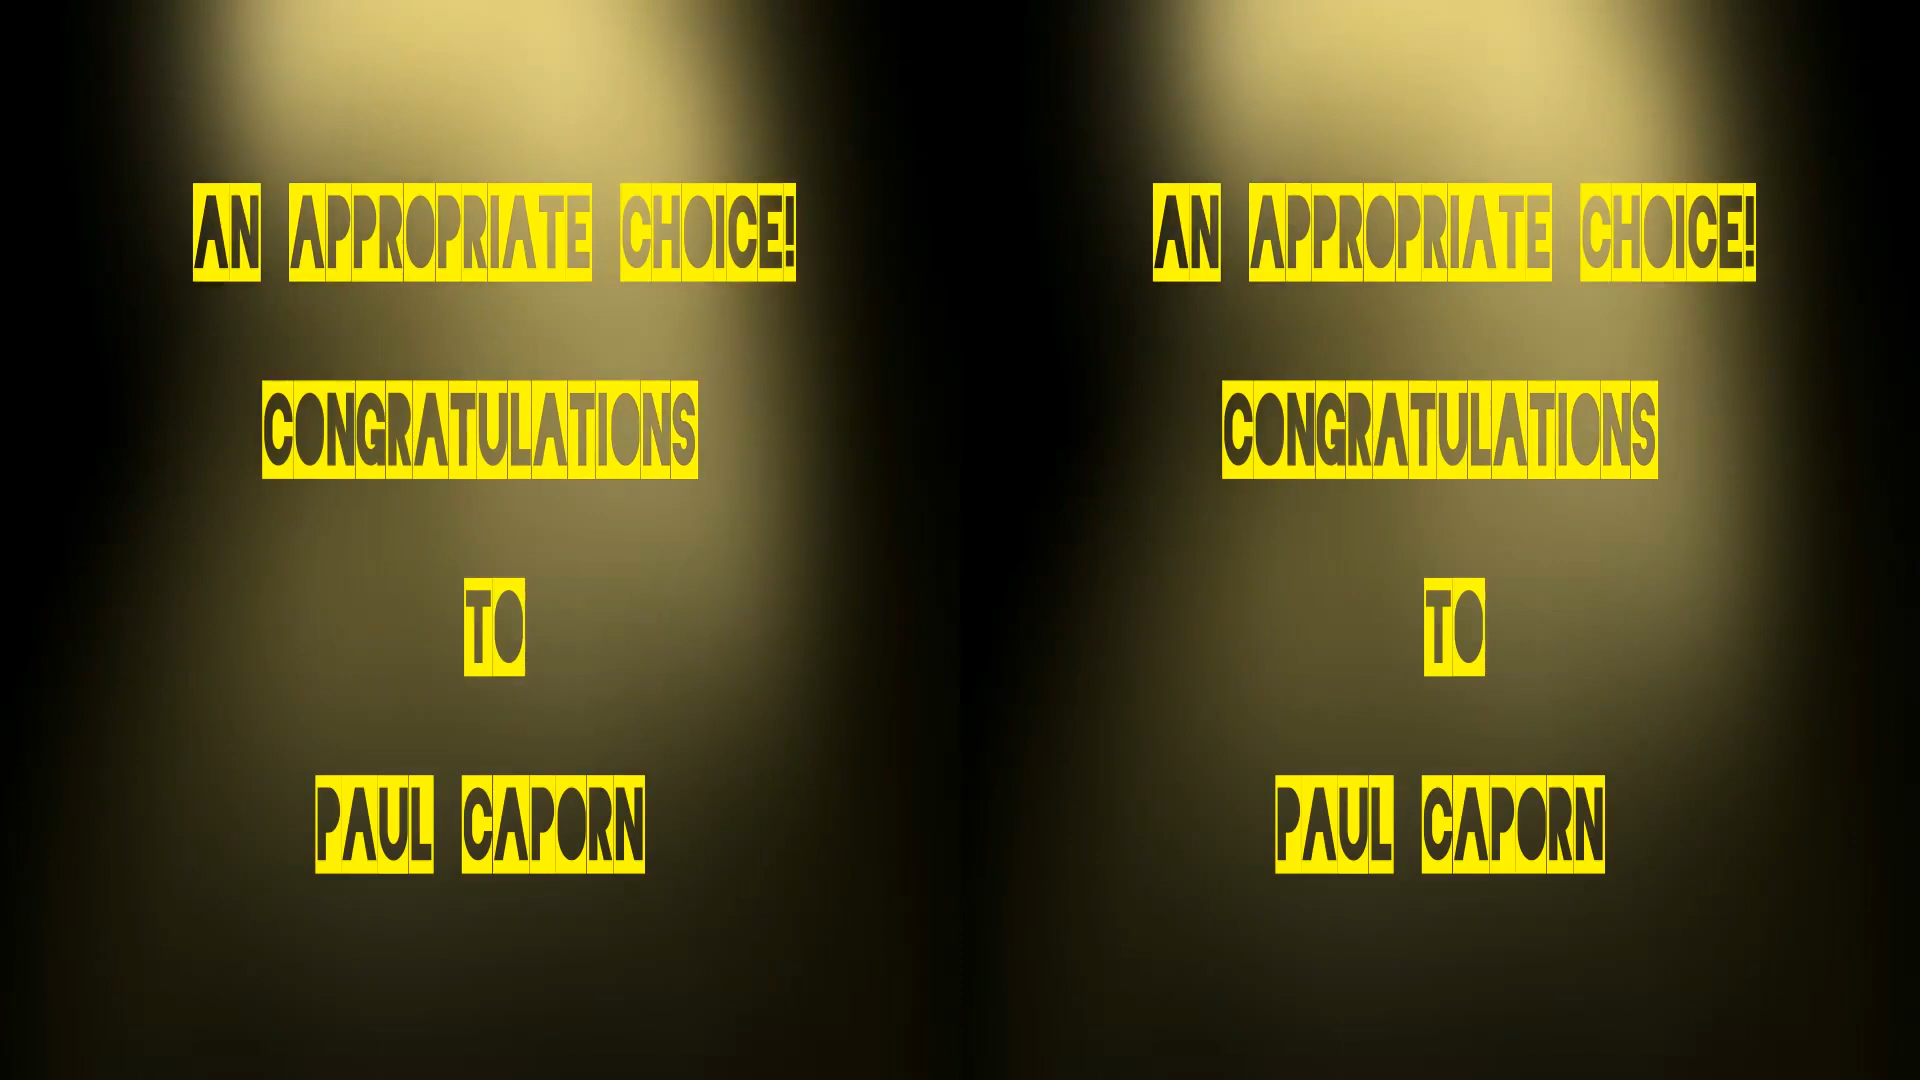 AN APPROPRIATE CHOICE!
CONGRATULATIONS
TO
PAUL CAPORN
AN APPROPRIATE CHOICE!
CONGRATULATIONS
TO
PAUL CAPORN